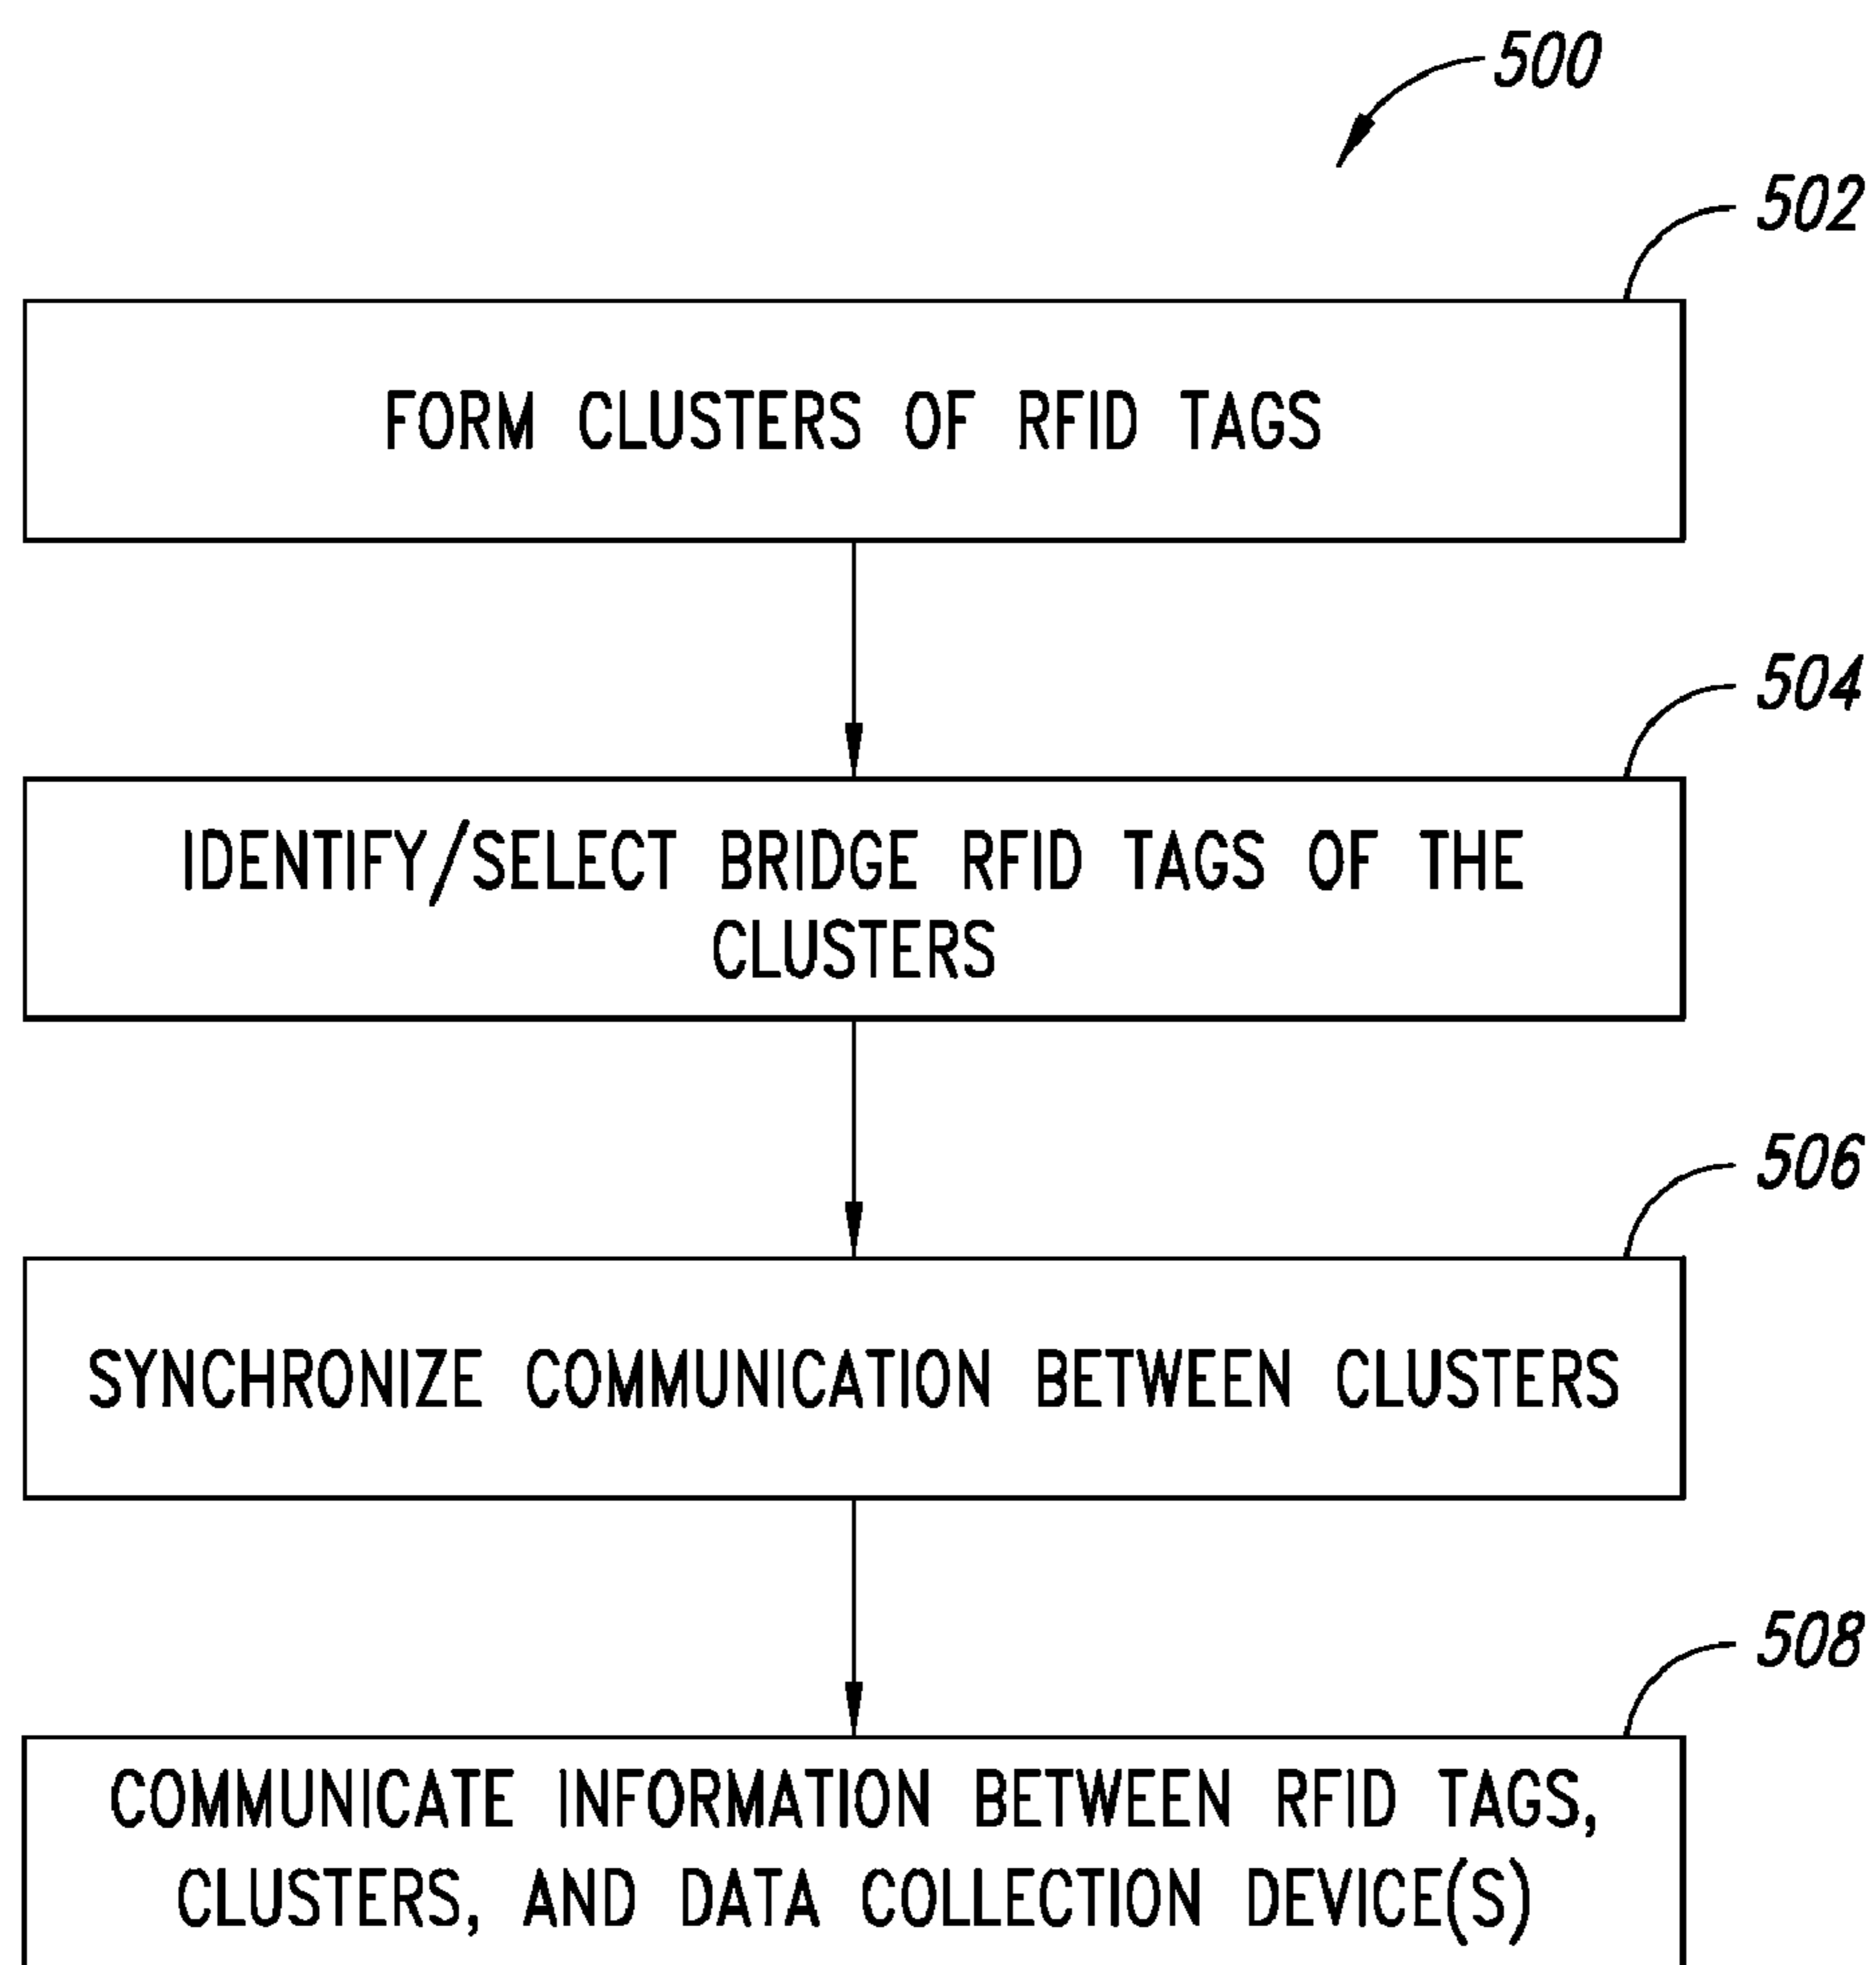 500
502
FORM CLUSTERS OF RFID TAGS
504
IDENTIFY/SELECT BRIDGE RFID TAGS OF THE
CLUSTERS
506
SYNCHRONIZE COMMUNICATION BETWEEN CLUSTERS
508
COMMUNICATE INFORMATION BETWEEN RFID TAGS,
CLUSTERS, AND DATA COLLECTION DEVICE(S)